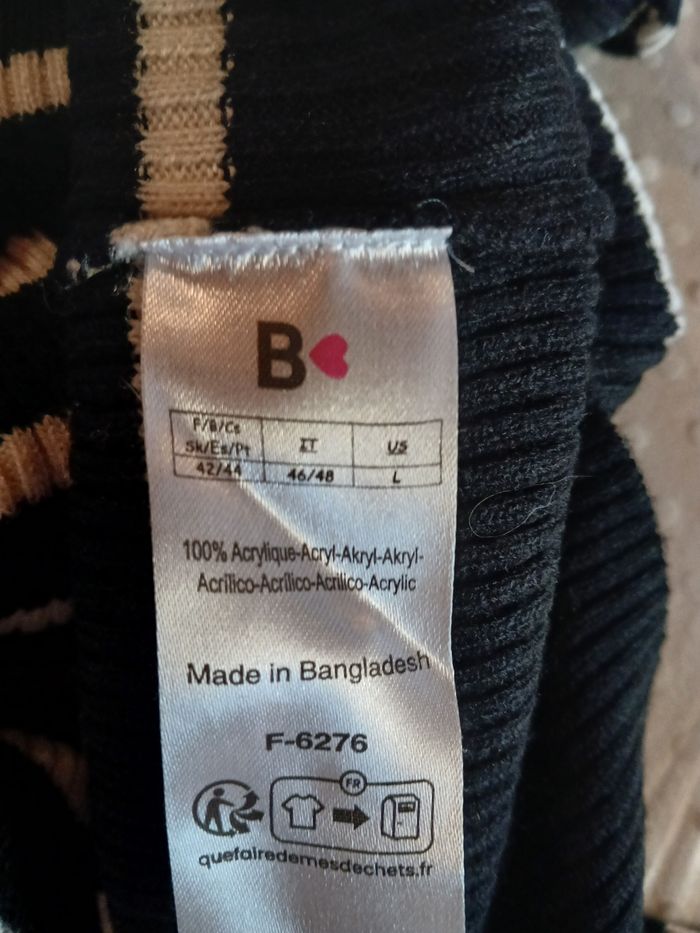 B
F/B/Cs
Sk/Es/Pt IT US
42/44 46/48 L
100% Acrylique-Acryl-Akryl-Akryl-
Acrílico-Acrílico-Acrilico-Acrylic
Made in Bangladesh
F-6276
FR
quefairedemesdechets.fr